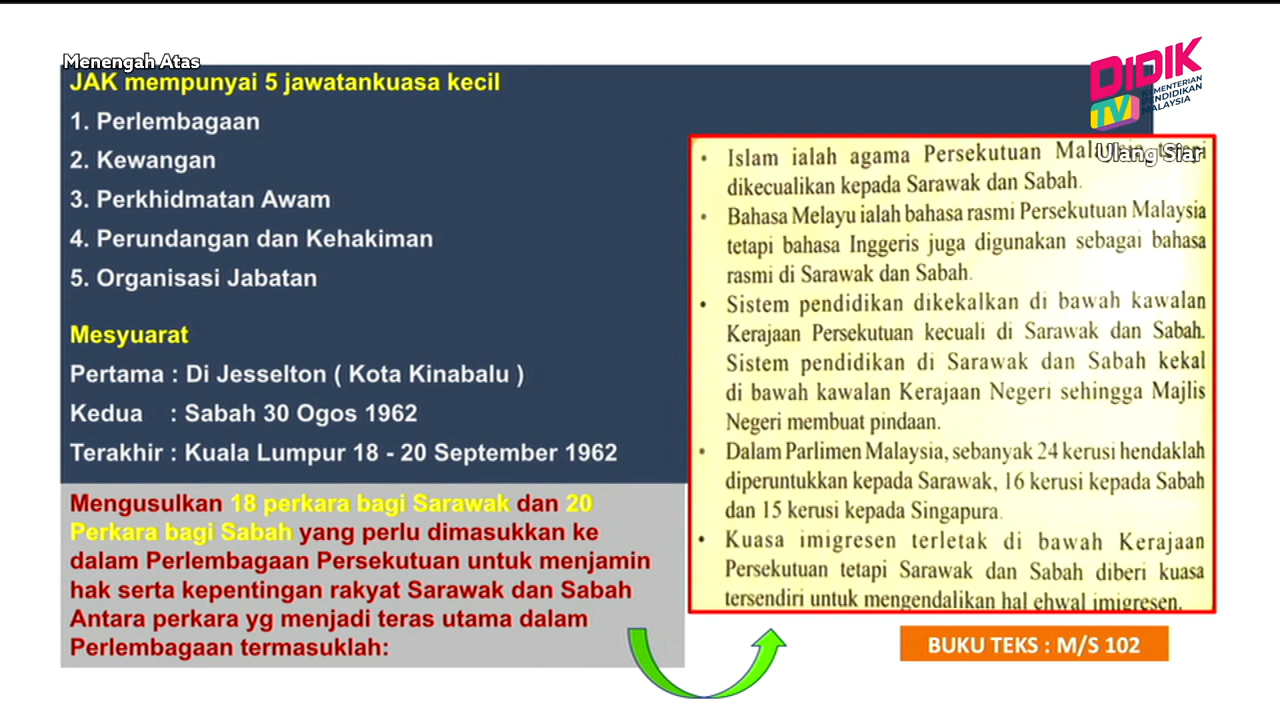 Menengah Atas
JAK mempunyai 5 jawatankuasa kecil
1. Perlembagaan
2. Kewangan
3. Perkhidmatan Awam
4. Perundangan dan Kehakiman
5. Organisasi Jabatan
Mesyuarat
Pertama : Di Jesselton ( Kota Kinabalu )
Kedua : Sabah 30 Ogos 1962
Terakhir : Kuala Lumpur 18 - 20 September 1962
Mengusulkan 18 perkara bagi Sarawak dan 20
Perkara bagi Sabah yang perlu dimasukkan ke
dalam Perlembagaan Persekutuan untuk menjamin
hak serta kepentingan rakyat Sarawak dan Sabah
Antara perkara yg menjadi teras utama dalam
Perlembagaan termasuklah:
DIDIK
TV
KEMENTERIAN
PENDIDIKAN
MALAYSIA
Ulang Siar
• Islam ialah agama Persekutuan
dikecualikan kepada Sarawak dan Sabah.
• Bahasa Melayu ialah bahasa rasmi Persekutuan Malaysia
tetapi bahasa Inggeris juga digunakan sebagai bahasa
rasmi di Sarawak dan Sabah.
• Sistem pendidikan dikekalkan di bawah kawalan
Kerajaan Persekutuan kecuali di Sarawak dan Sabah.
Sistem pendidikan di Sarawak dan Sabah kekal
di bawah kawalan Kerajaan Negeri sehingga Majlis
Negeri membuat pindaan.
• Dalam Parlimen Malaysia, sebanyak 24 kerusi hendaklah
diperuntukkan kepada Sarawak, 16 kerusi kepada Sabah
dan 15 kerusi kepada Singapura.
• Kuasa imigresen terletak di bawah Kerajaan
Persekutuan tetapi Sarawak dan Sabah diberi kuasa
tersendiri untuk mengendalikan hal ehwal imigresen.
BUKU TEKS : M/S 102